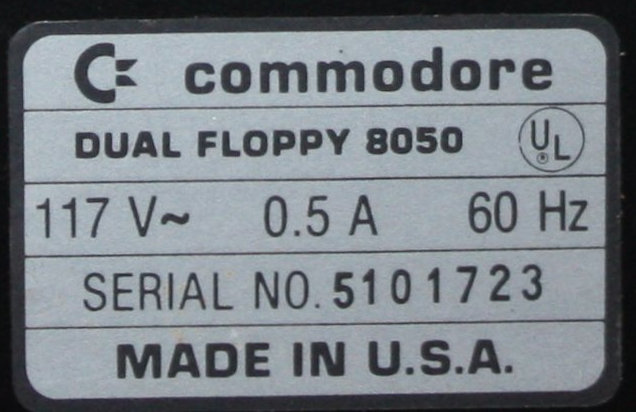 commodore
DUAL FLOPPY 8050 UL
117 V~ 0.5 A 60 Hz
SERIAL NO. 5101723
MADE IN U.S.A.